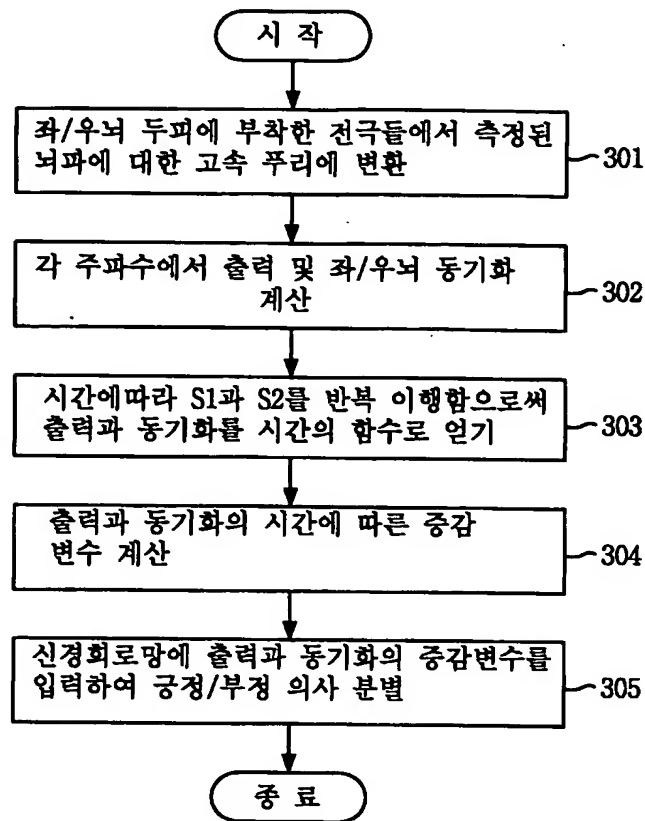 시 작
좌/우뇌 두피에 부착한 전극들에서 측정된
뇌파에 대한 고속 푸리에 변환
301
각 주파수에서 출력 및 좌/우뇌 동기화
계산
302
시간에따라 S1과 S2를 반복 이행함으로써
출력과 동기화를 시간의 함수로 얻기
303
출력과 동기화의 시간에 따른 증감
변수 계산
304
신경회로망에 출력과 동기화의 증감변수를
입력하여 긍정/부정 의사 분별
305
종 료